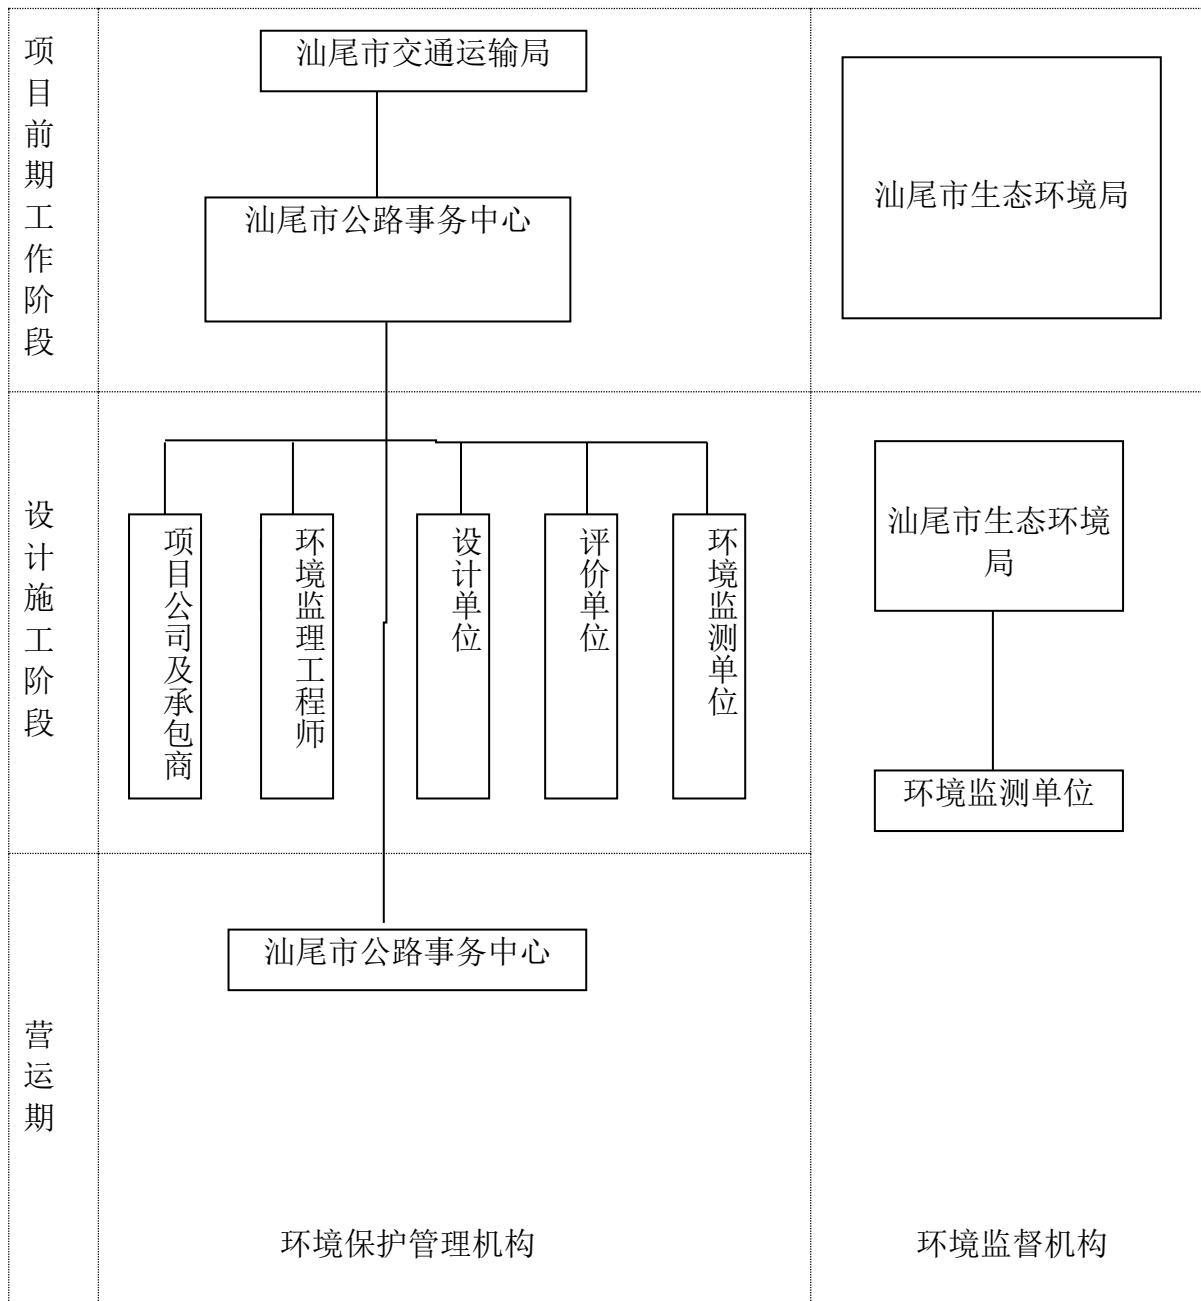 项目前期工作阶段
汕尾市交通运输局
汕尾市公路事务中心
汕尾市生态环境局
设计施工阶段
项目公司及承包商
环境监理工程师
设计单位
评价单位
环境监测单位
汕尾市生态环境
局
环境监测单位
营运期
汕尾市公路事务中心
环境保护管理机构
环境监督机构